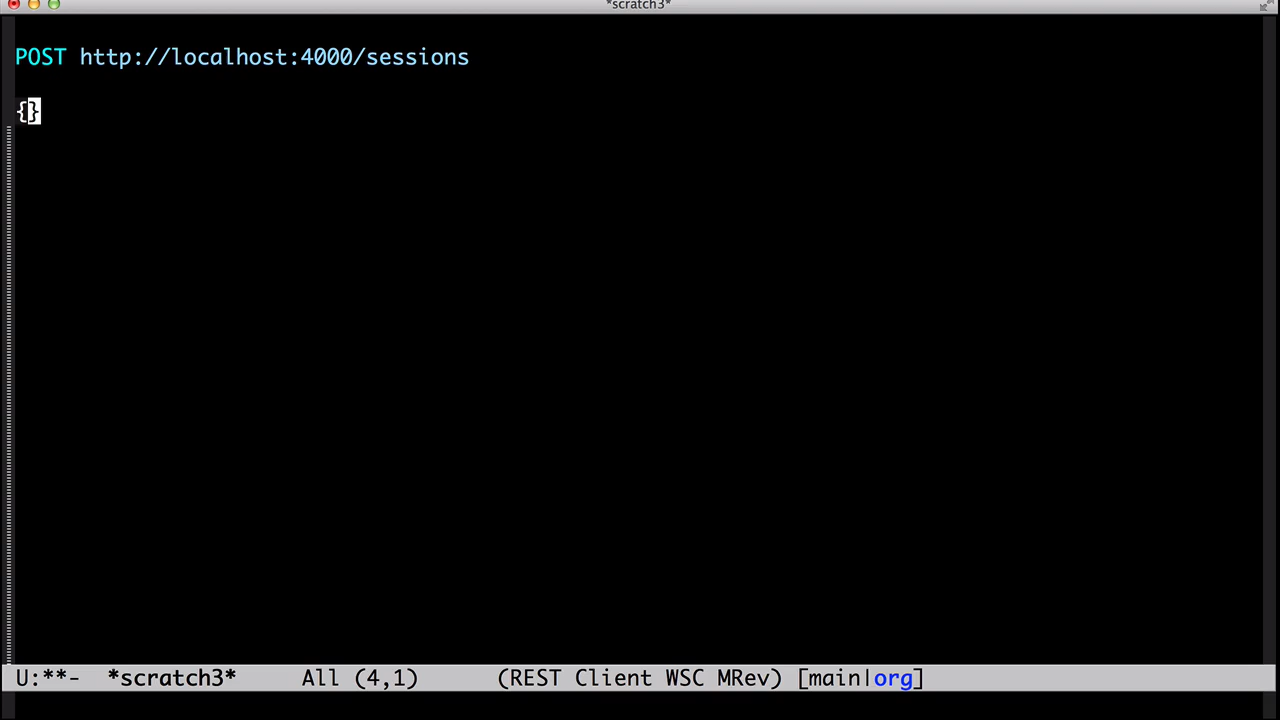 *scratch3*
POST http://localhost:4000/sessions
{}
U:**-  *scratch3*     All (4,1)      (REST Client WSC MRev) [main|org]